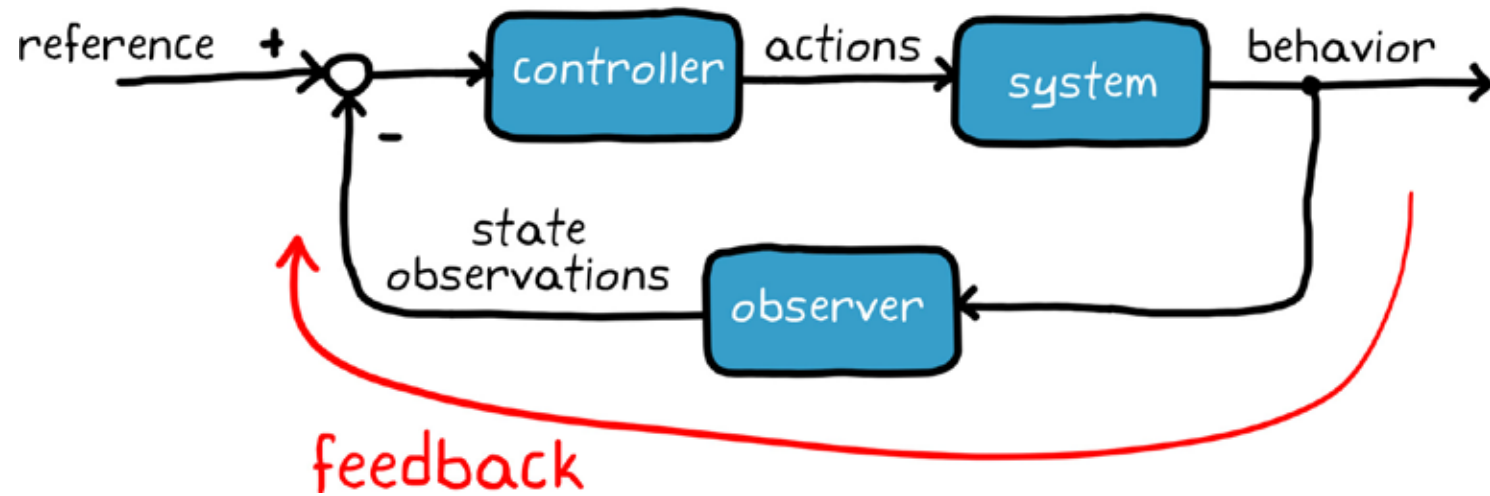 reference
+
controller
actions
system
behavior
-
state
observations
observer
feedback